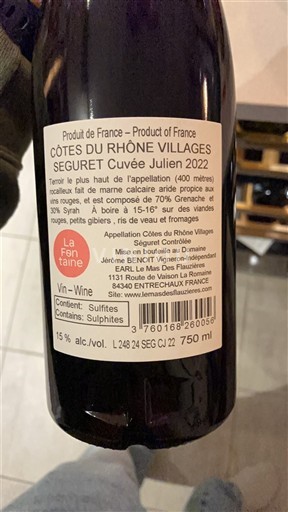 Produit de France – Product of France
CÔTES DU RHÔNE VILLAGES
SEGURET Cuvée Julien 2022
Terroir le plus haut de l'appellation (400 mètres)
rocailleux fait de marne calcaire aride propice aux
vins rouges, et est composé de 70% Grenache et
30% Syrah À boire à 15-16° sur des viandes
rouges, petits gibiers , ris de veau et fromages.
La
Fon
taine
Appellation Côtes du Rhône Villages
Séguret Contrôlée
Mise en bouteille au Domaine
Jérôme BENOIT Vigneron indépendant
EARL Le Mas Des Flauzières
1131 Route de Vaison La Romaine
84340 ENTRECHAUX FRANCE
Site: www.lemasdesflauzieres.com
Vin – Wine
Contient: Sulfites
Contains: Sulphites
3 760168 260058
15 % alc./vol. L 248 24 SEG CJ 22 750 ml